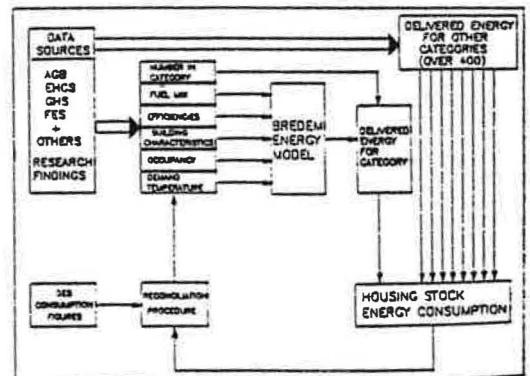 DATA
SOURCES
AGB
EHCS
GHS
FES
+
OTHERS
RESEARCH
FINDINGS
NUMBER IN
CATEGORY
FUEL MIX
EFFICIENCIES
BUILDING
CHARACTERISTICS
OCCUPANCY
DEMAND
TEMPERATURE
BREDEM
ENERGY
MODEL
DELIVERED
ENERGY
FOR
CATEGORY
DELIVERED ENERGY
FOR OTHER
CATEGORIES
(OVER 400)
CONSUMPTION
FIGURES
RECONCILIATION
PROCEDURE
HOUSING STOCK
ENERGY CONSUMPTION